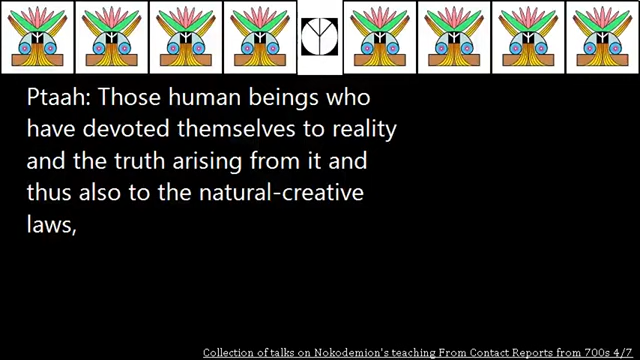 Ptaah: Those human beings who
have devoted themselves to reality
and the truth arising from it and
thus also to the natural-creative
laws,
Collection of talks on Nokodemion's teaching From Contact Reports from 700s 4/7